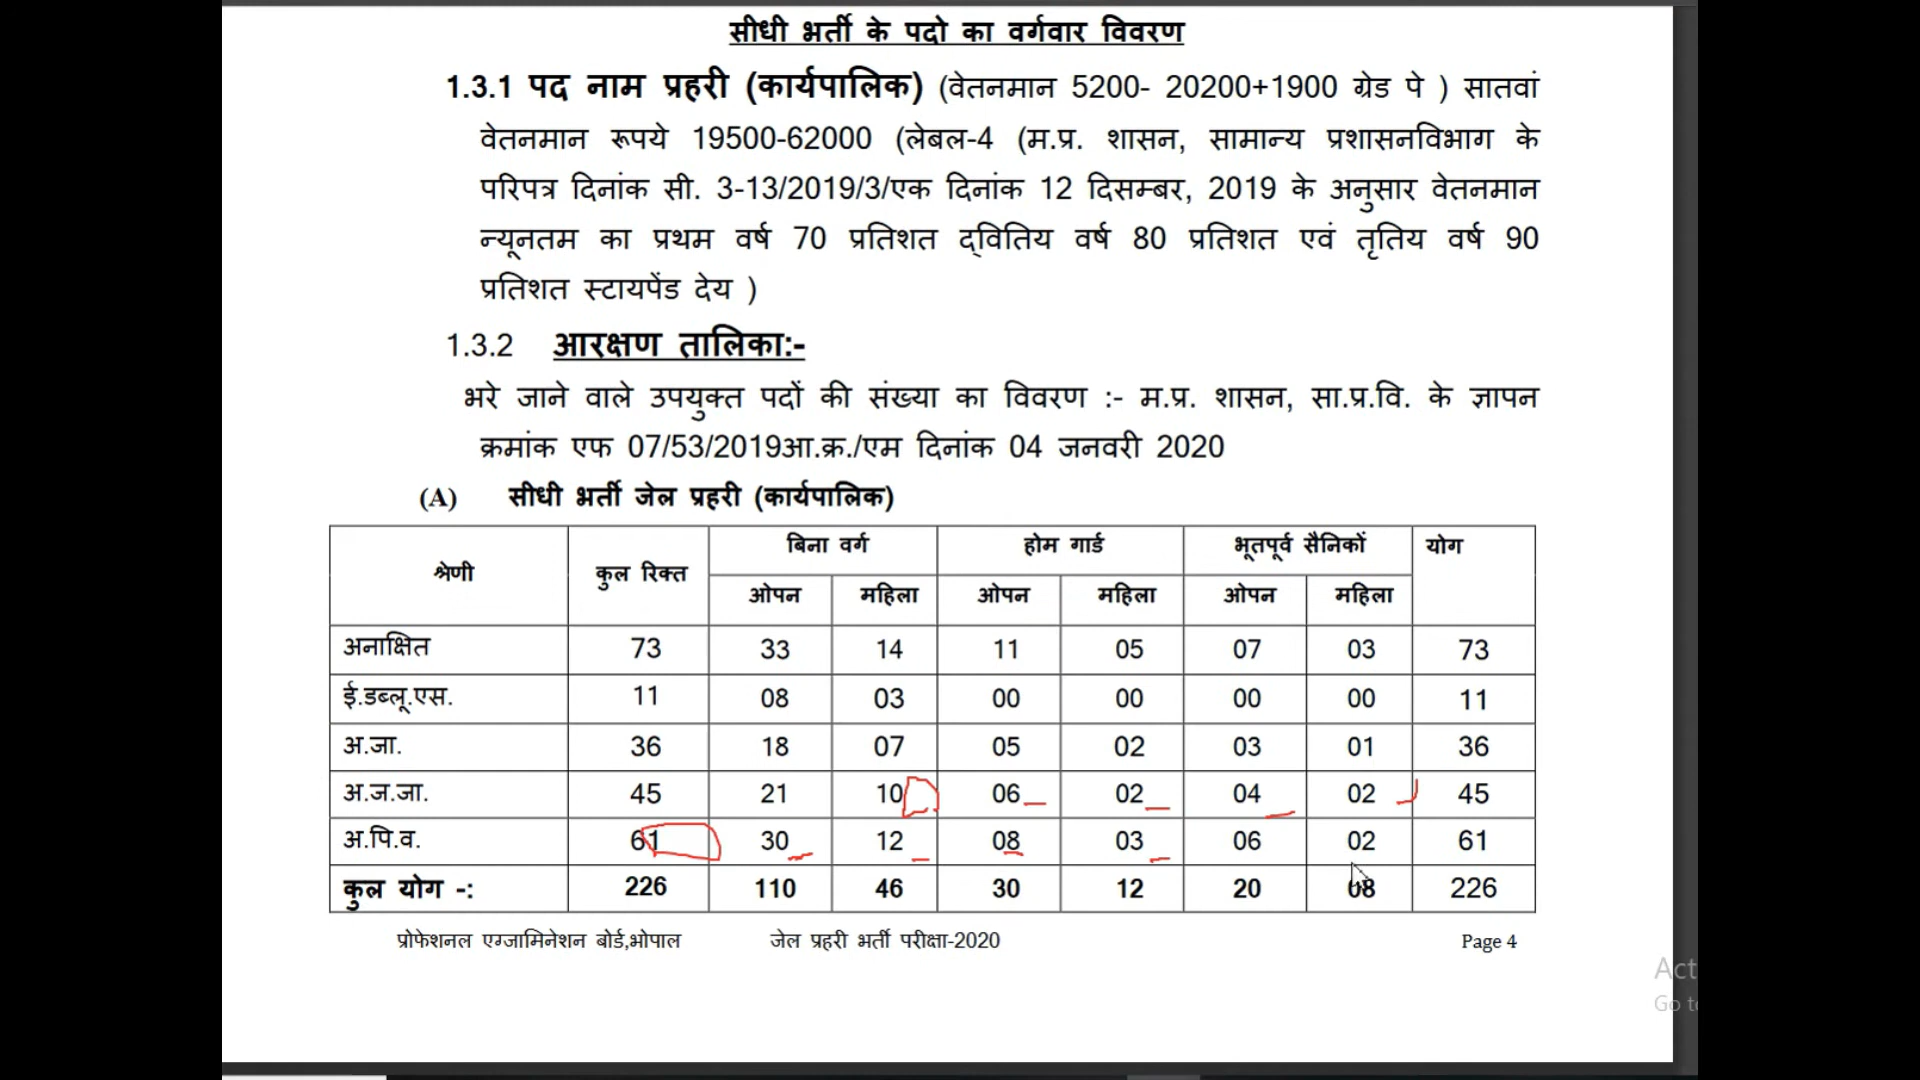 सीधी भर्ती के पदो का वर्गवार विवरण
1.3.1 पद नाम प्रहरी (कार्यपालिक) (वेतनमान 5200- 20200+1900 ग्रेड पे ) सातवां
वेतनमान रूपये 19500-62000 (लेबल-4 (म.प्र. शासन, सामान्य प्रशासनविभाग के
परिपत्र दिनांक सी. 3-13/2019/3/एक दिनांक 12 दिसम्बर, 2019 के अनुसार वेतनमान
न्यूनतम का प्रथम वर्ष 70 प्रतिशत द्वितिय वर्ष 80 प्रतिशत एवं तृतिय वर्ष 90
प्रतिशत स्टायपेंड देय )
1.3.2 आरक्षण तालिका:-
भरे जाने वाले उपयुक्त पदों की संख्या का विवरण :- म.प्र. शासन, सा.प्र.वि. के ज्ञापन
क्रमांक एफ 07/53/2019आ.क्र./एम दिनांक 04 जनवरी 2020
(A) सीधी भर्ती जेल प्रहरी (कार्यपालिक)
श्रेणी कुल रिक्त बिना वर्ग होम गार्ड भूतपूर्व सैनिकों योग
ओपन महिला ओपन महिला ओपन महिला
अनाक्षित 73 33 14 11 05 07 03 73
ई.डब्लू.एस. 11 08 03 00 00 00 00 11
अ.जा. 36 18 07 05 02 03 01 36
अ.ज.जा. 45 21 10 06 02 04 02 45
अ.पि.व. 61 30 12 08 03 06 02 61
कुल योग -: 226 110 46 30 12 20 08 226
प्रोफेशनल एग्जामिनेशन बोर्ड,भोपाल जेल प्रहरी भर्ती परीक्षा-2020 Page 4